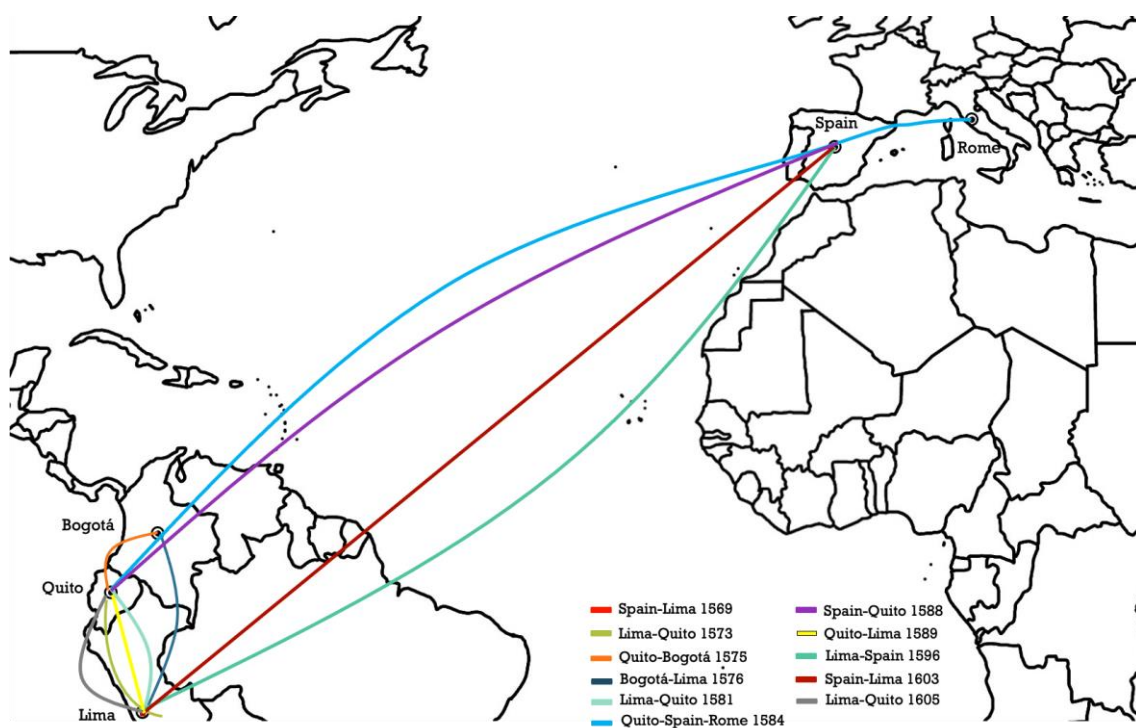 Spain
Rome
Bogotá
Quito
Lima
Spain-Lima 1569
Lima-Quito 1573
Quito-Bogotá 1575
Bogotá-Lima 1576
Lima-Quito 1581
Quito-Spain-Rome 1584
Spain-Quito 1588
Quito-Lima 1589
Lima-Spain 1596
Spain-Lima 1603
Lima-Quito 1605